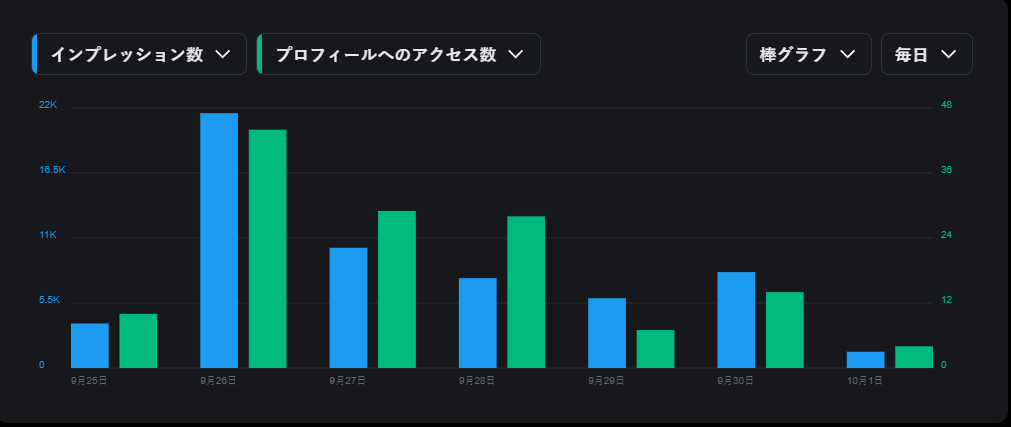 インプレッション数 プロフィールへのアクセス数 棒グラフ 毎日
22K 48
16.5K 36
11K 24
5.5K 12
0 0
9月25日 9月26日 9月27日 9月28日 9月29日 9月30日 10月1日